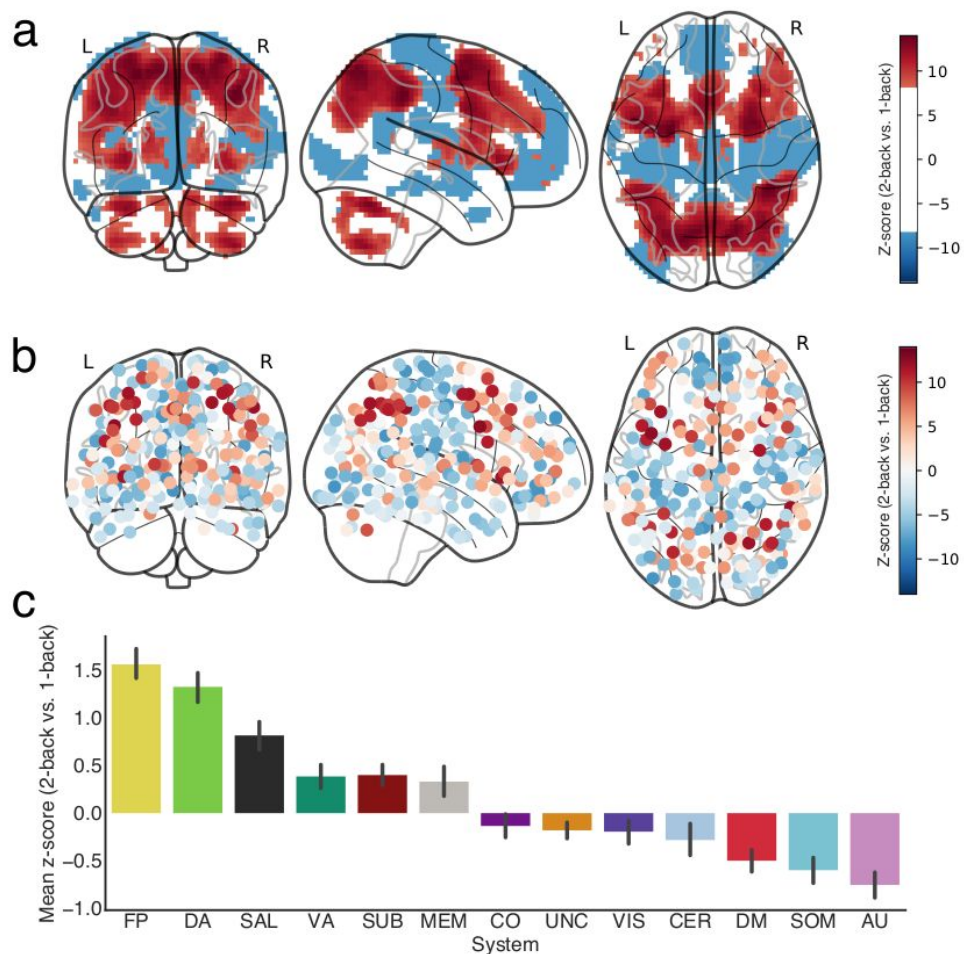 a
L R L R
10
5
0
−5
−10
Z-score (2-back vs. 1-back)
b
L R L R
10
5
0
−5
−10
Z-score (2-back vs. 1-back)
c
Mean z-score (2-back vs. 1-back)
1.5
1.0
0.5
0.0
−0.5
−1.0
FP DA SAL VA SUB MEM CO UNC VIS CER DM SOM AU
System